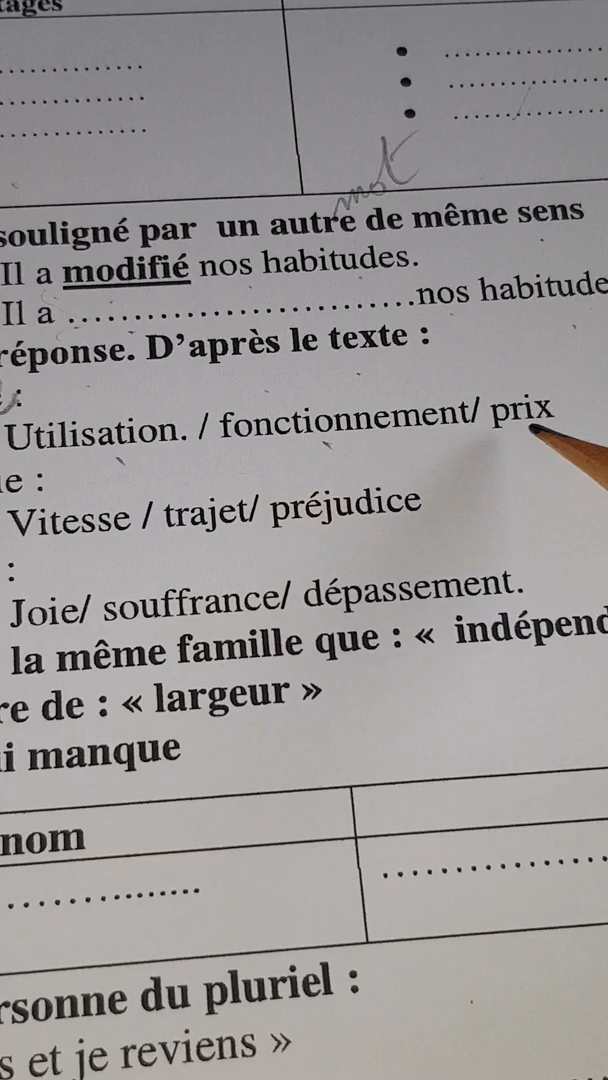 tages
mot
souligné par un autre de même sens
Il a modifié nos habitudes.
Il a ..............................nos habitude
réponse. D’après le texte :
:
Utilisation. / fonctionnement/ prix
e :
Vitesse / trajet/ préjudice
:
Joie/ souffrance/ dépassement.
la même famille que : « indépend
re de : « largeur »
i manque
nom
rsonne du pluriel :
s et je reviens »